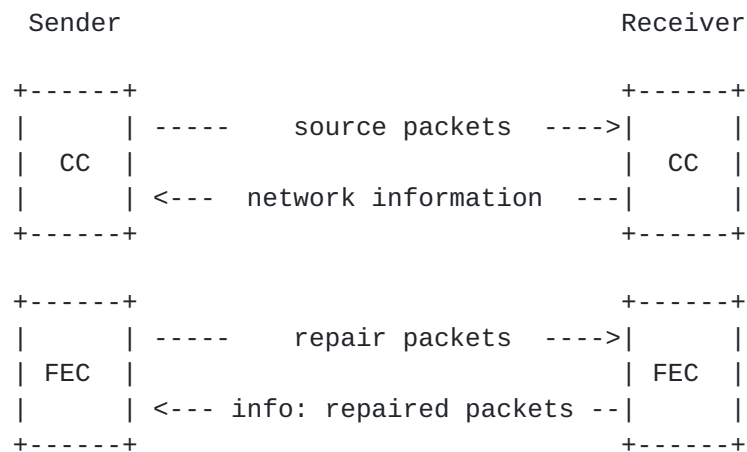 Sender                                Receiver

+------+                                +------+
|      | -----    source packets  ---->|      |
|  CC  |                                |  CC  |
|      | <---  network information  ---|      |
+------+                                +------+

+------+                                +------+
|      | -----    repair packets  ---->|      |
| FEC  |                                | FEC  |
|      | <--- info: repaired packets --|      |
+------+                                +------+